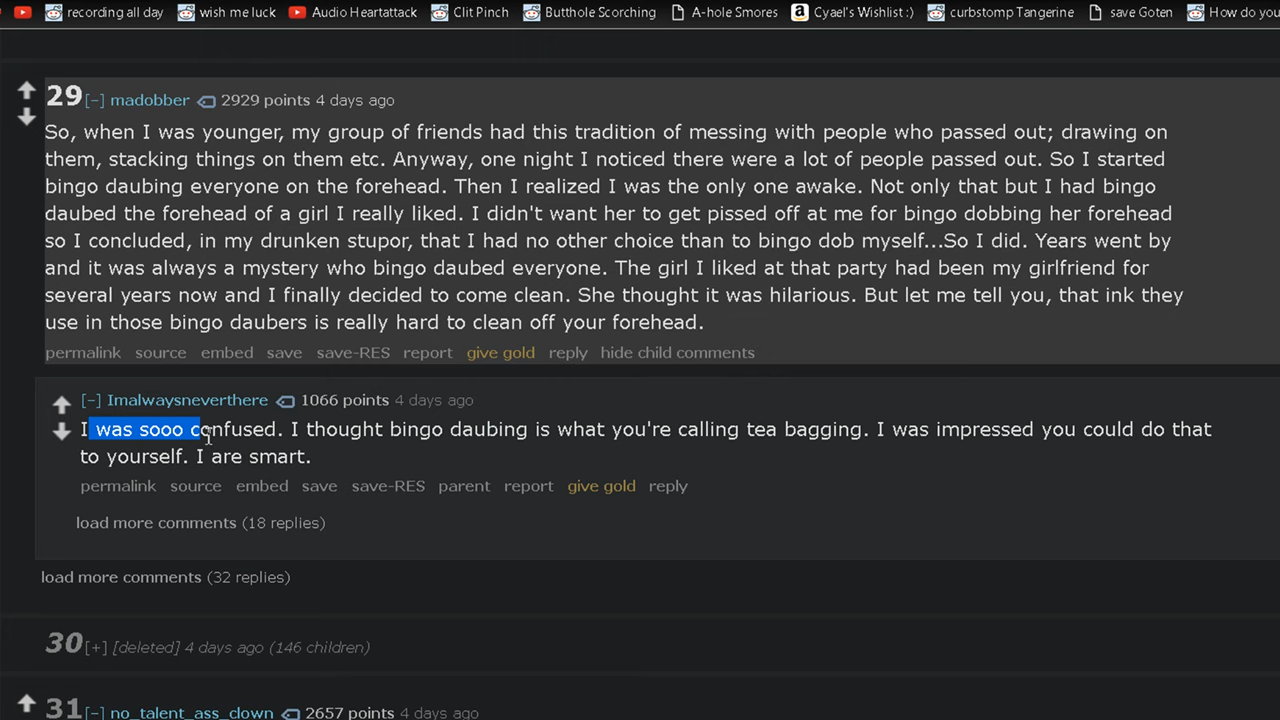 recording all day wish me luck Audio Heartattack Clit Pinch Butthole Scorching A-hole Smores Cyael's Wishlist :) curbstomp Tangerine save Goten How do you
29 [-] madobber 2929 points 4 days ago
So, when I was younger, my group of friends had this tradition of messing with people who passed out; drawing on
them, stacking things on them etc. Anyway, one night I noticed there were a lot of people passed out. So I started
bingo daubing everyone on the forehead. Then I realized I was the only one awake. Not only that but I had bingo
daubed the forehead of a girl I really liked. I didn't want her to get pissed off at me for bingo dobbing her forehead
so I concluded, in my drunken stupor, that I had no other choice than to bingo dob myself...So I did. Years went by
and it was always a mystery who bingo daubed everyone. The girl I liked at that party had been my girlfriend for
several years now and I finally decided to come clean. She thought it was hilarious. But let me tell you, that ink they
use in those bingo daubers is really hard to clean off your forehead.
permalink source embed save save-RES report give gold reply hide child comments
[-] Imalwaysneverthere 1066 points 4 days ago
I was sooo confused. I thought bingo daubing is what you're calling tea bagging. I was impressed you could do that
to yourself. I are smart.
permalink source embed save save-RES parent report give gold reply
load more comments (18 replies)
load more comments (32 replies)
30 [+] [deleted] 4 days ago (146 children)
31 [-] no_talent_ass_clown 2657 points 4 days ago